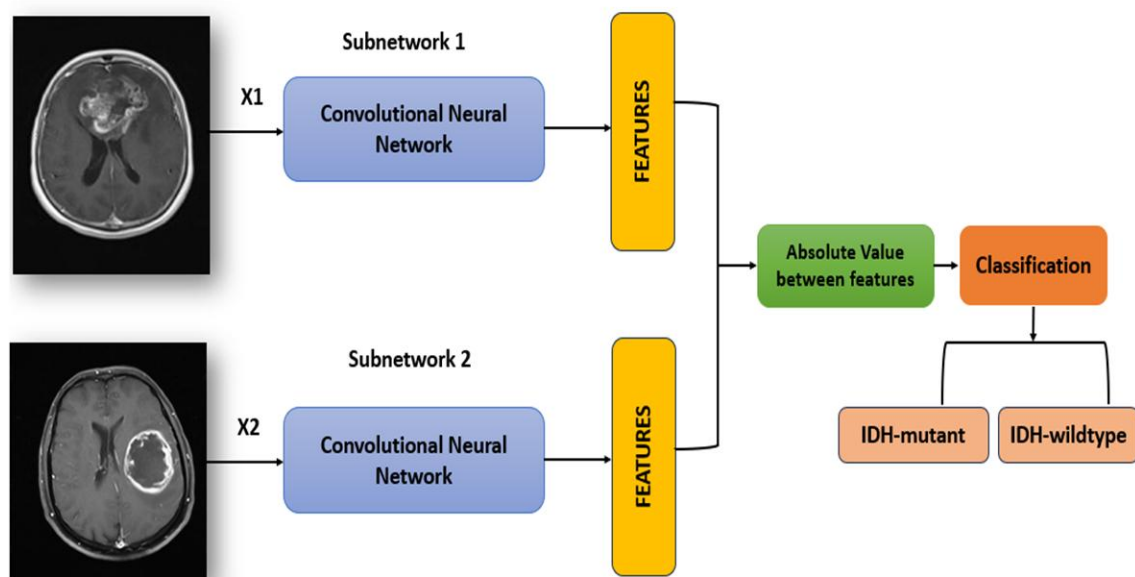 Subnetwork 1
X1
Convolutional Neural
Network
FEATURES
Absolute Value
between features
Classification
Subnetwork 2
X2
Convolutional Neural
Network
FEATURES
IDH-mutant
IDH-wildtype